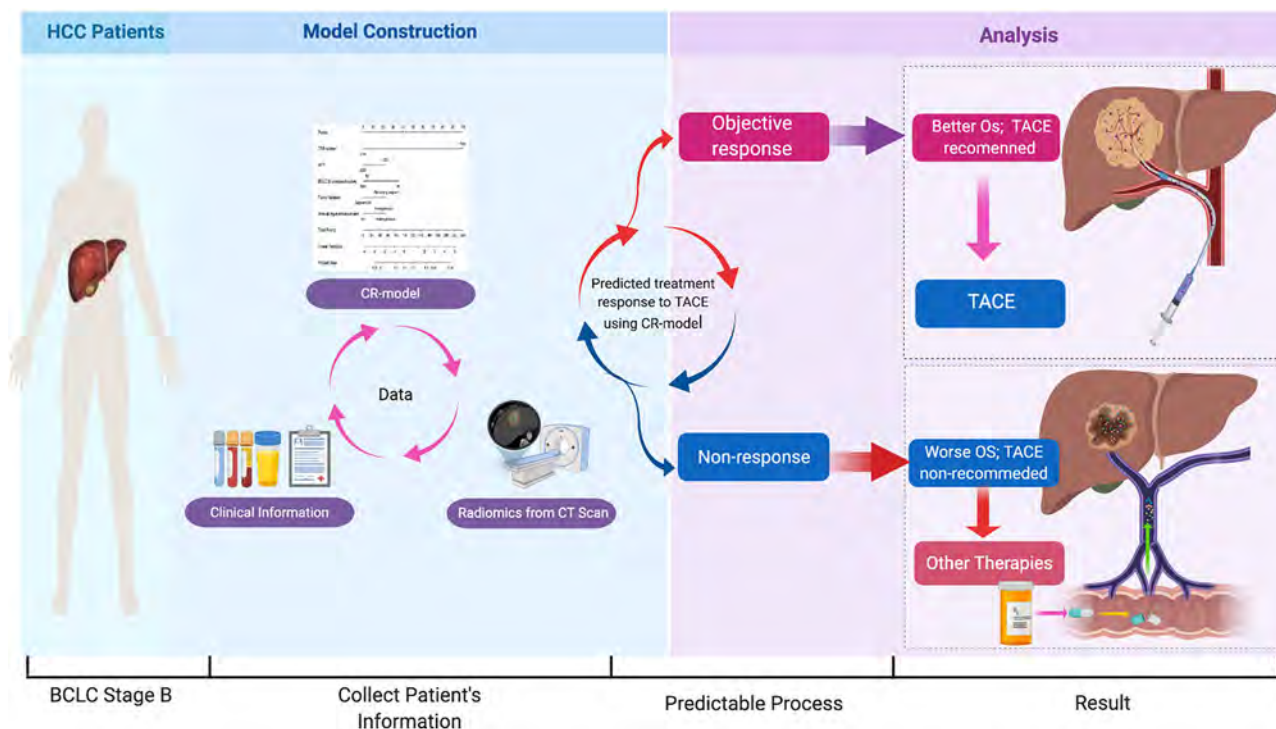 HCC Patients
Model Construction
Analysis
CR-model
Data
Clinical Information
Radiomics from CT Scan
Predicted treatment
response to TACE
using CR-model
Objective
response
Non-response
Better Os; TACE
recomenned
TACE
Worse OS; TACE
non-recommeded
Other Therapies
BCLC Stage B
Collect Patient's
Information
Predictable Process
Result